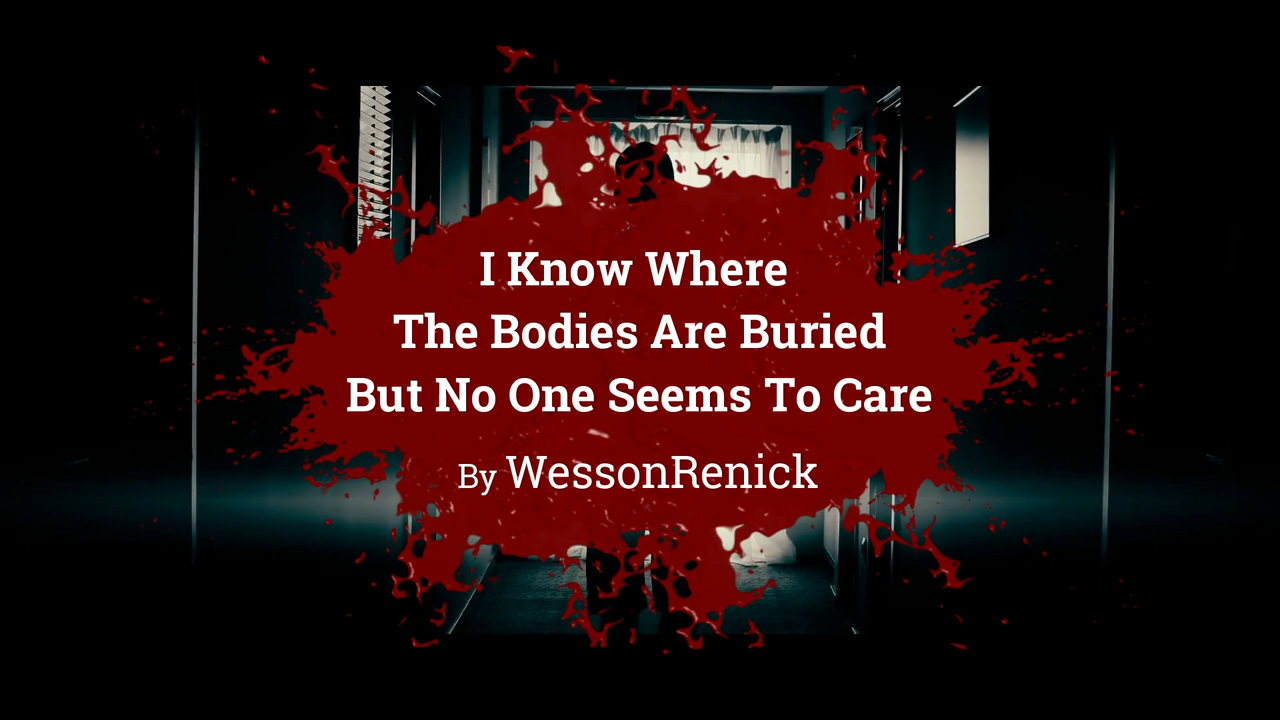 I Know Where
The Bodies Are Buried
But No One Seems To Care
By WessonRenick